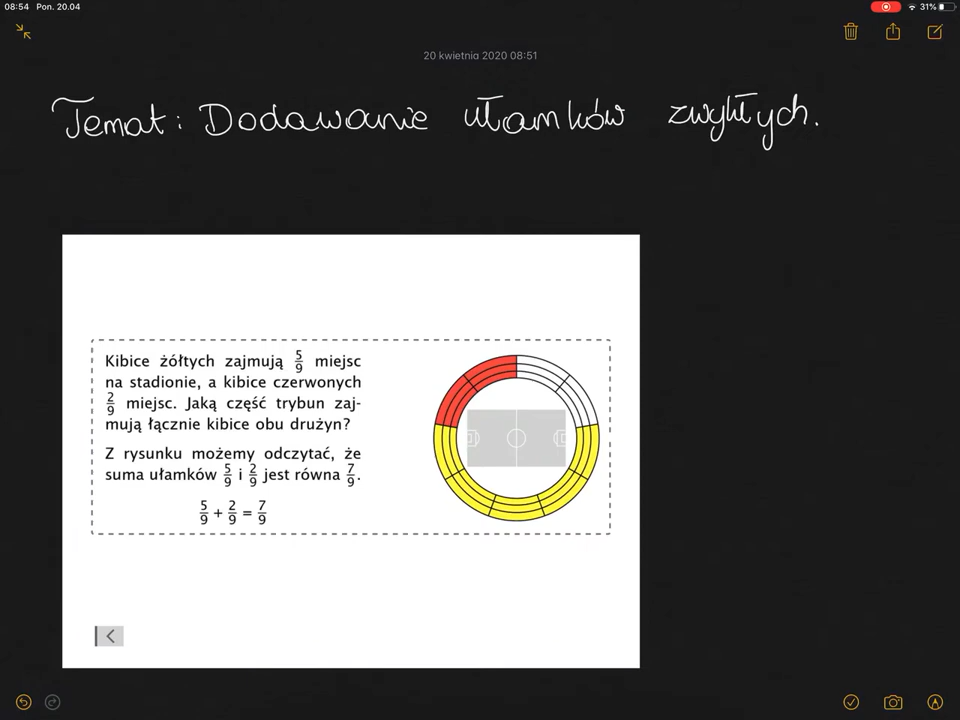 08:54 Pon. 20.04
31%
20 kwietnia 2020 08:51
Temat: Dodawanie ułamków zwykłych.
Kibice żółtych zajmują 5/9 miejsc
na stadionie, a kibice czerwonych
2/9 miejsc. Jaką część trybun zaj-
mują łącznie kibice obu drużyn?
Z rysunku możemy odczytać, że
suma ułamków 5/9 i 2/9 jest równa 7/9.
5/9 + 2/9 = 7/9